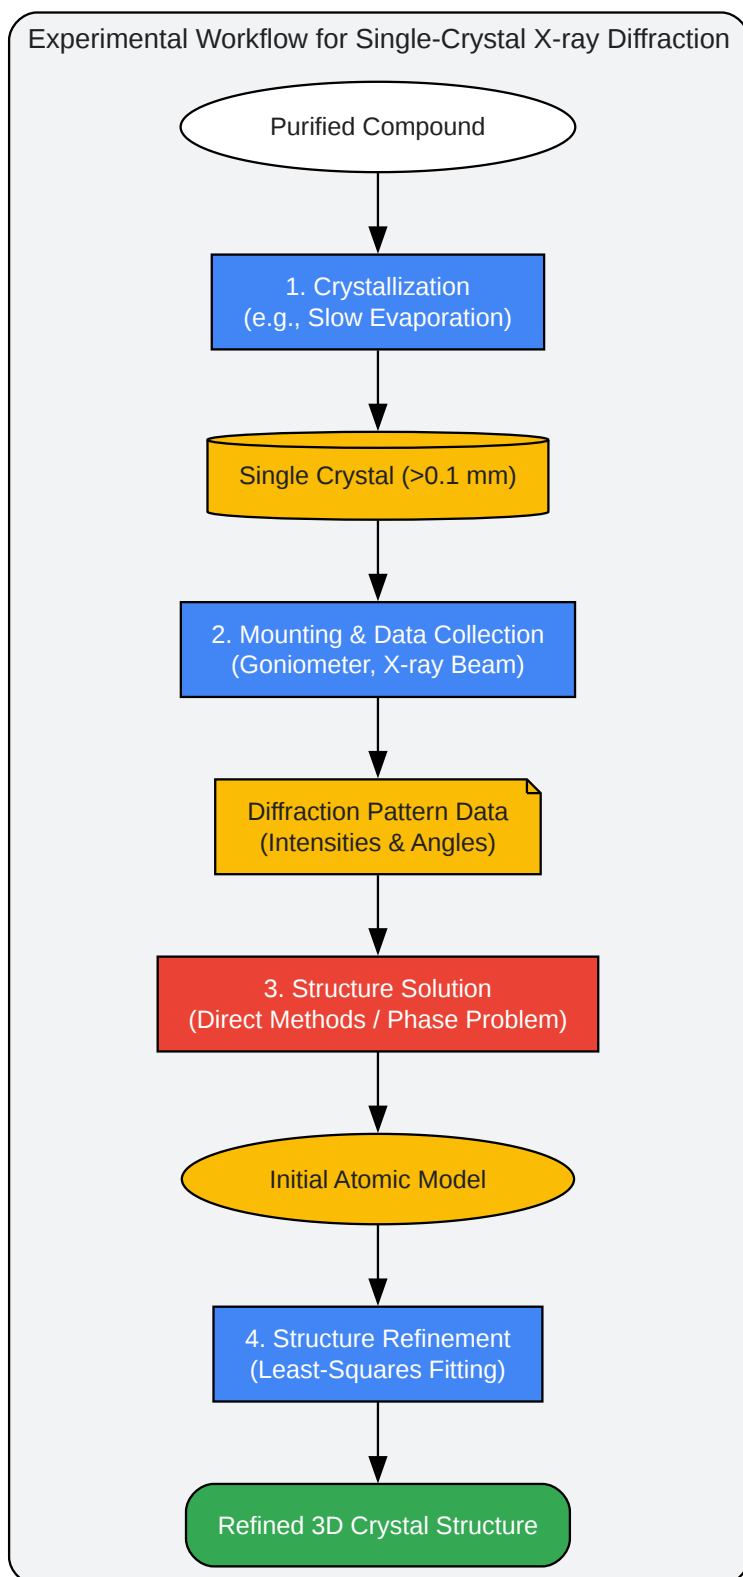 Experimental Workflow for Single-Crystal X-ray Diffraction
Purified Compound
1. Crystallization
(e.g., Slow Evaporation)
Single Crystal (>0.1 mm)
2. Mounting & Data Collection
(Goniometer, X-ray Beam)
Diffraction Pattern Data
(Intensities & Angles)
3. Structure Solution
(Direct Methods / Phase Problem)
Initial Atomic Model
4. Structure Refinement
(Least-Squares Fitting)
Refined 3D Crystal Structure